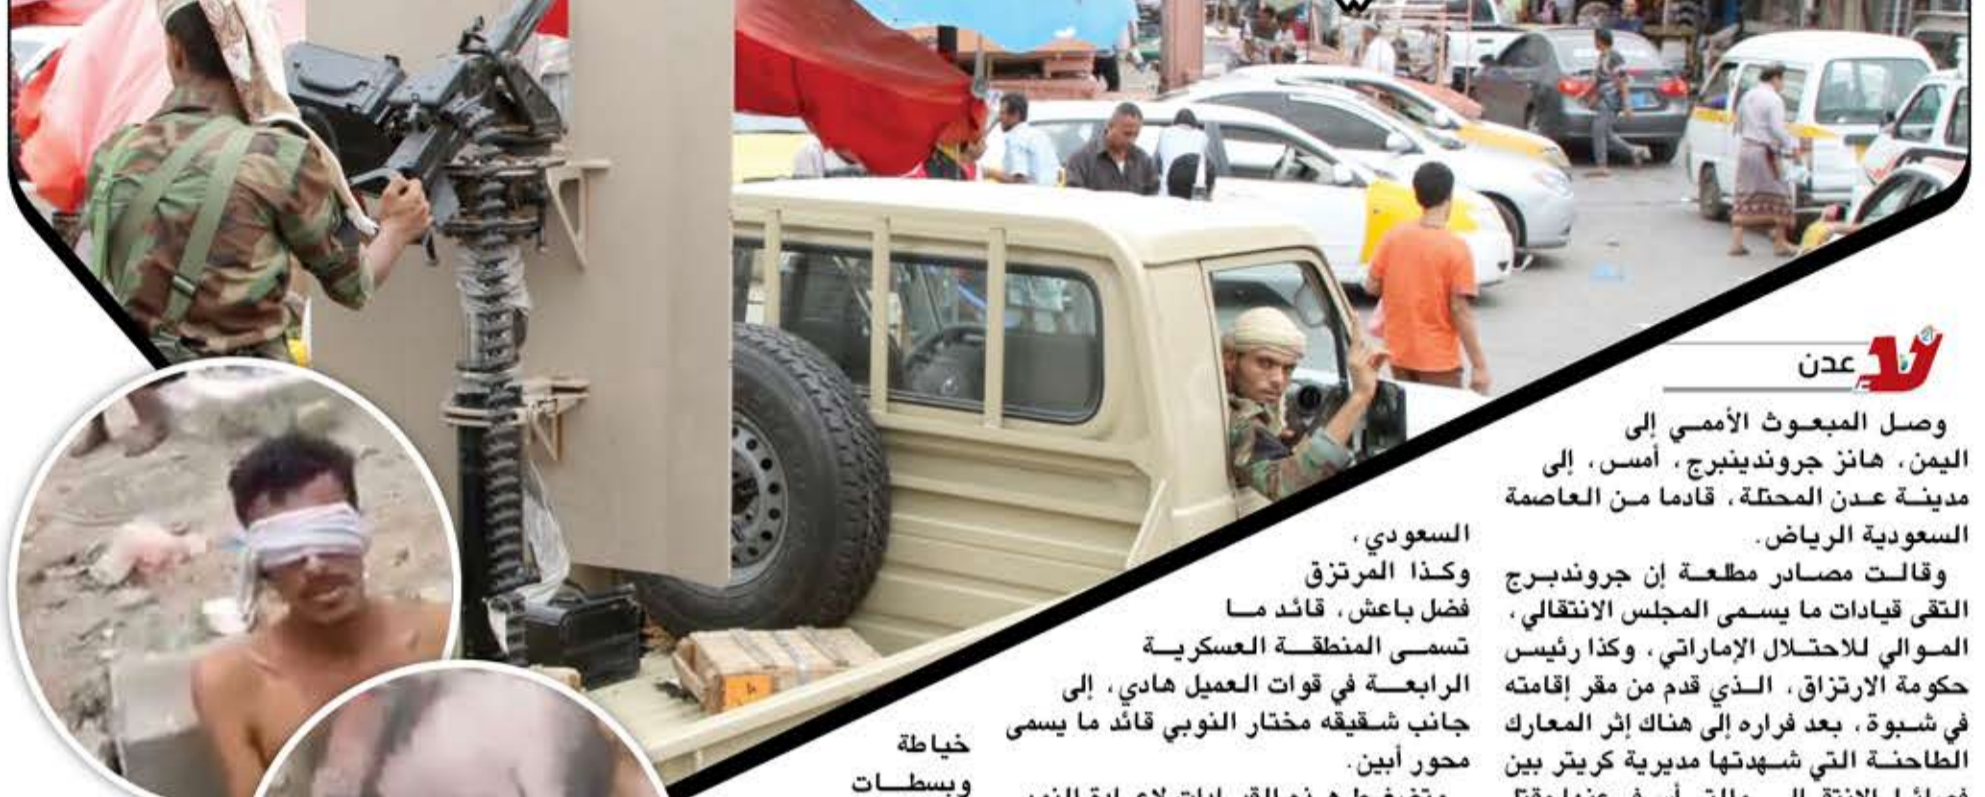 لا
عدن
وصل المبعوث الأممي إلى
اليمن، هانز جروندينبرج، أمس، إلى
مدينة عدن المحتلة، قادما من العاصمة
السعودية الرياض.
وقالت مصادر مطلعة إن جروندبرج
التقى قيادات ما يسمى المجلس الانتقالي،
الموالي للاحتلال الإماراتي، وكذا رئيس
حكومة الارتزاق، الذي قدم من مقر إقامته
في شبوة، بعد فراره إلى هناك إثر المعارك
الطاحنة التي شهدتها مديرية كريتر بين
السعودي،
وكذا المرتزق
فضل باعش، قائد ما
تسمى المنطقة العسكرية
الرابعة في قوات العميل هادي، إلى
جانب شقيقه مختار النوبي قائد ما يسمى
محور أبين.
خياطة
وبسطات